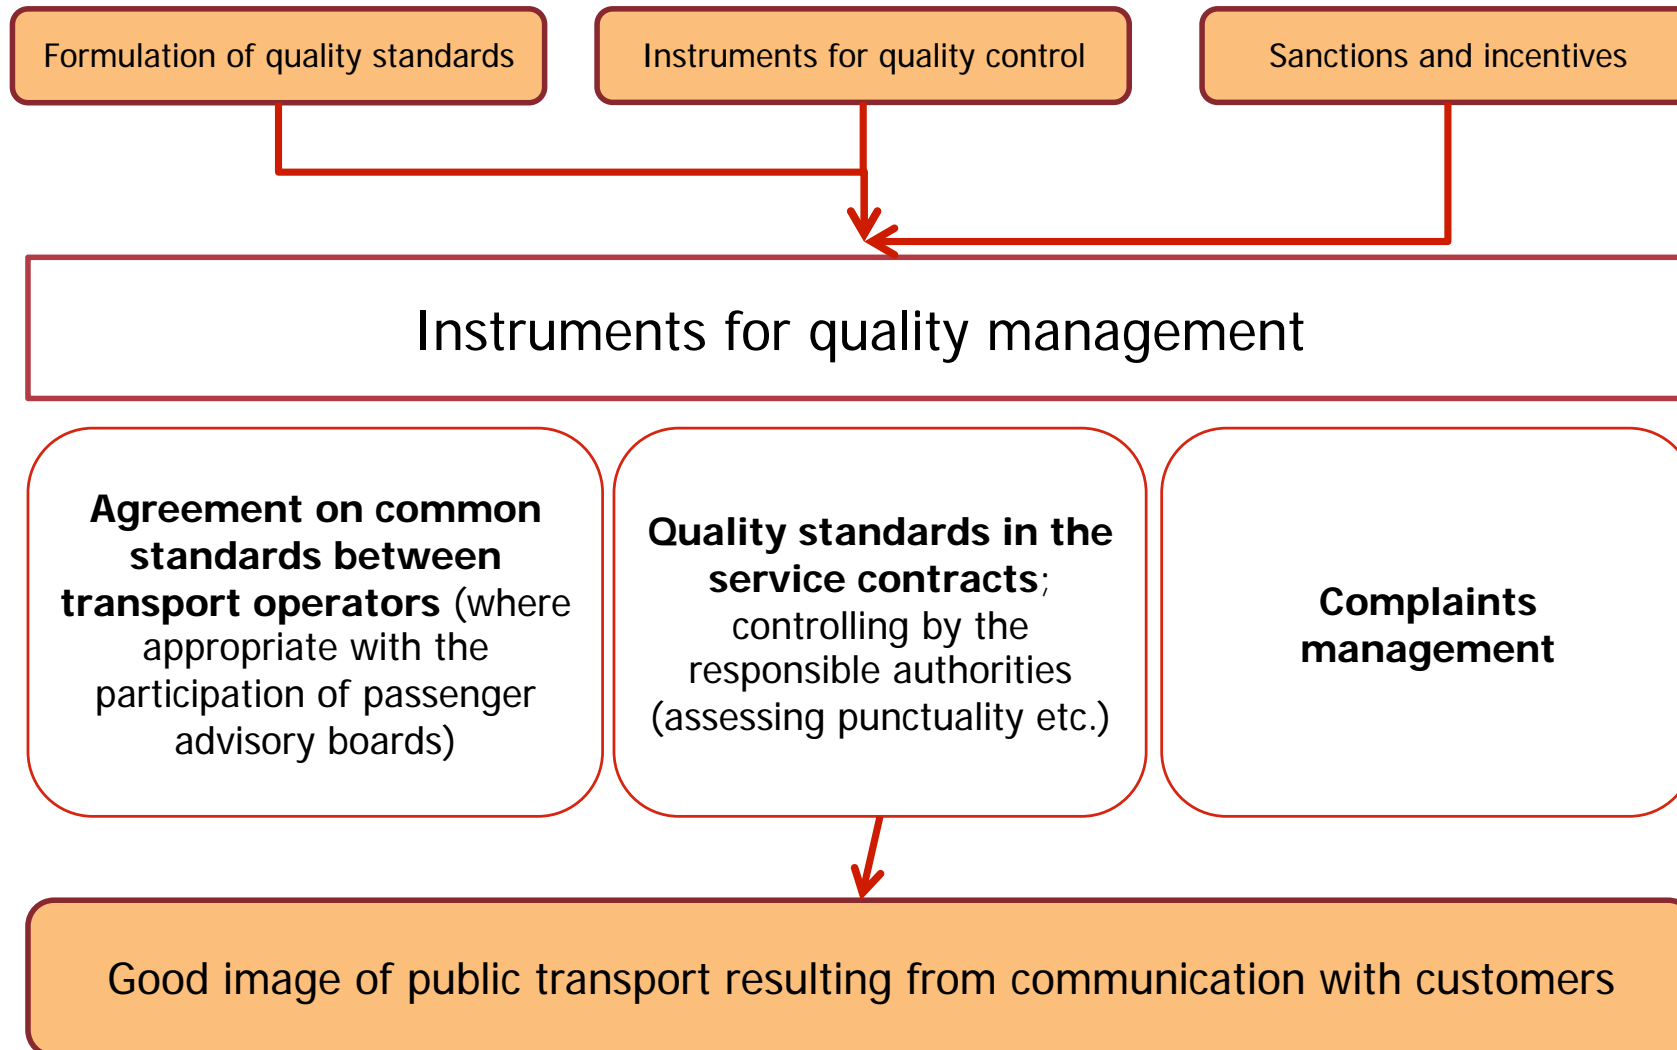 Formulation of quality standards
Instruments for quality control
Sanctions and incentives
Instruments for quality management
Agreement on common
standards between
transport operators (where
appropriate with the
participation of passenger
advisory boards)
Quality standards in the
service contracts;
controlling by the
responsible authorities
(assessing punctuality etc.)
Complaints
management
Good image of public transport resulting from communication with customers